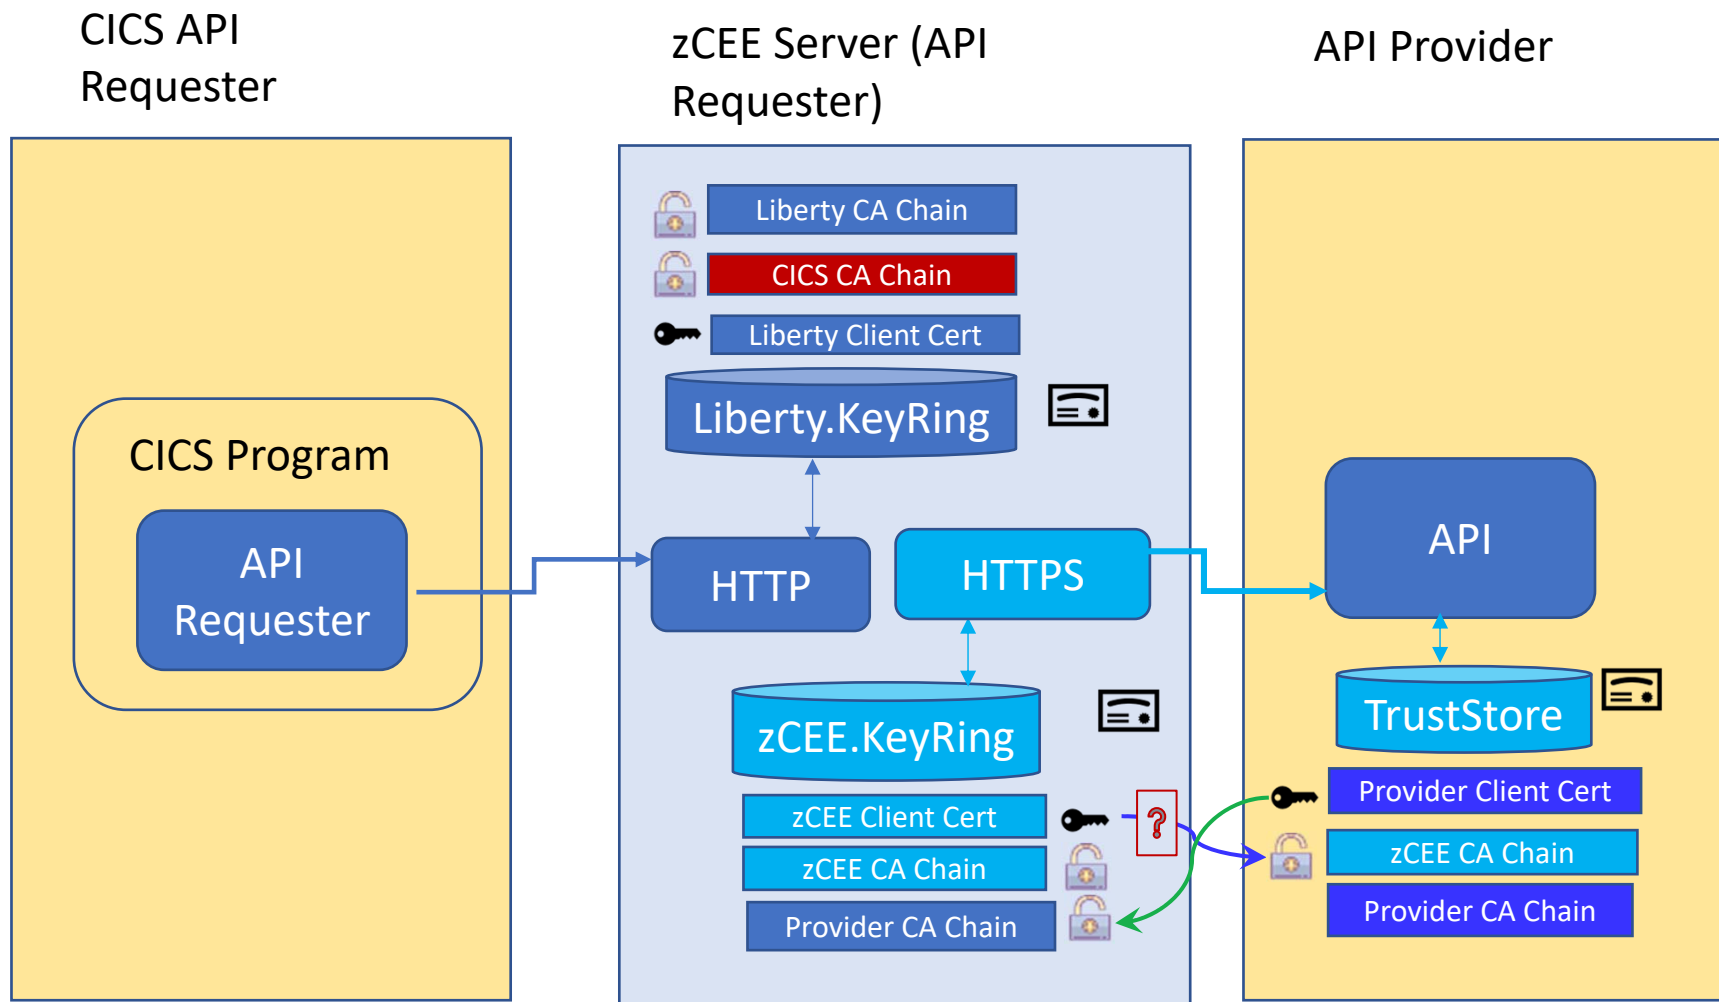 CICS API
Requester
zCEE Server (API
Requester)
API Provider
Liberty CA Chain
CICS CA Chain
Liberty Client Cert
Liberty.KeyRing
CICS Program
API
Requester
HTTP
HTTPS
API
zCEE.KeyRing
TrustStore
zCEE Client Cert
?
zCEE CA Chain
Provider CA Chain
Provider Client Cert
zCEE CA Chain
Provider CA Chain